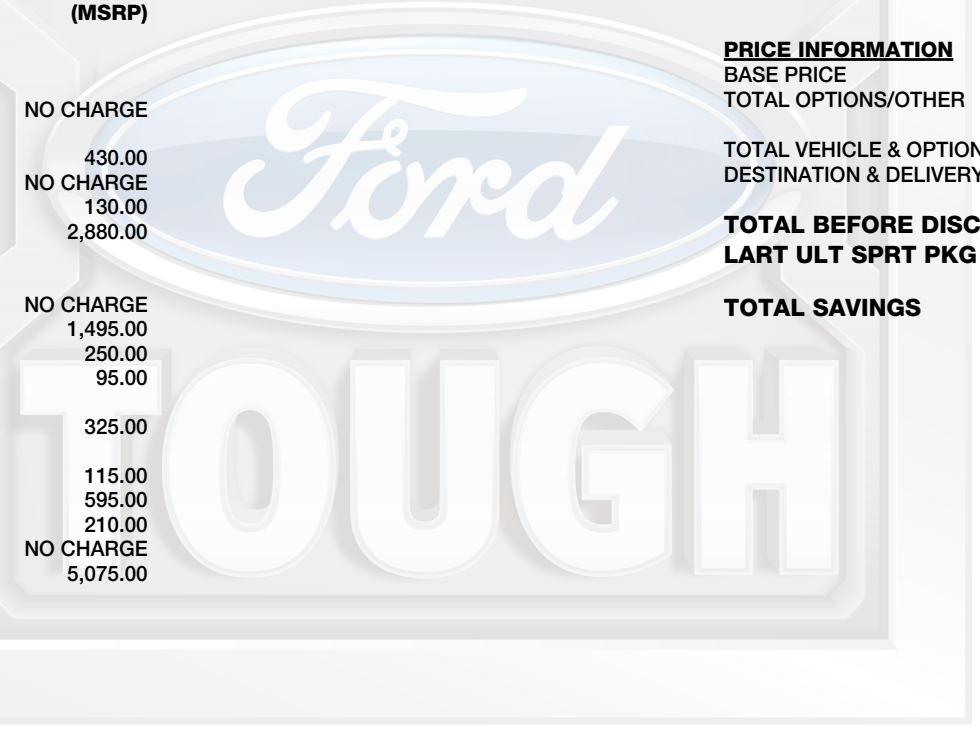 (MSRP)
NO CHARGE
430.00
NO CHARGE
130.00
2,880.00
NO CHARGE
1,495.00
250.00
95.00
325.00
115.00
595.00
210.00
NO CHARGE
5,075.00
PRICE INFORMATION
BASE PRICE
TOTAL OPTIONS/OTHER
TOTAL VEHICLE & OPTION
DESTINATION & DELIVERY
TOTAL BEFORE DISC
LART ULT SPRT PKG
TOTAL SAVINGS
Ford
TOUGH